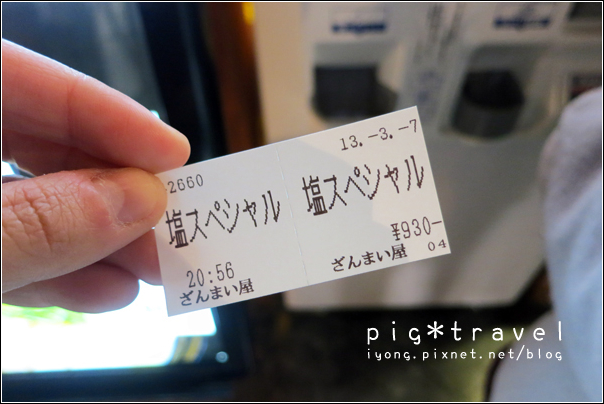 -2660
塩スペシャル
20:56
ざんまい屋
13.-3.-7
塩スペシャル
¥930-
ざんまい屋 04
pig*travel
iyong.pixnet.net/blog